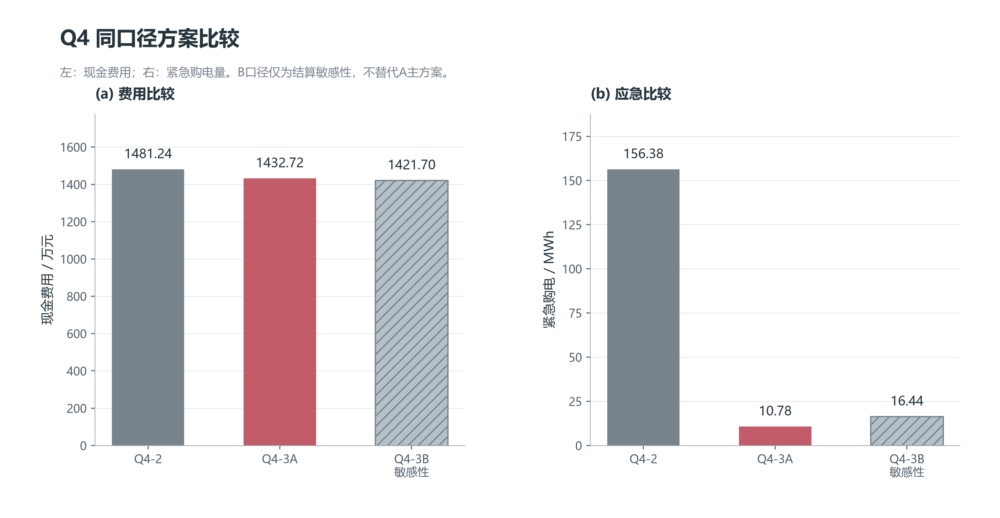 Q4 同口径方案比较
左：现金费用；右：紧急购电量。B口径仅为结算敏感性，不替代A主方案。
(a) 费用比较
现金费用 / 万元
1600
1400
1200
1000
800
600
400
200
0
1481.24
1432.72
1421.70
Q4-2
Q4-3A
Q4-3B
敏感性
(b) 应急比较
紧急购电 / MWh
175
150
125
100
75
50
25
0
156.38
10.78
16.44
Q4-2
Q4-3A
Q4-3B
敏感性